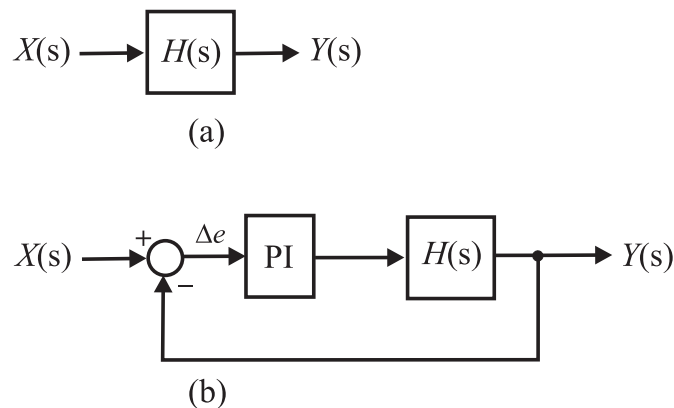 X(s) H(s) Y(s)
(a)
X(s) + − Δe PI H(s) Y(s)
(b)